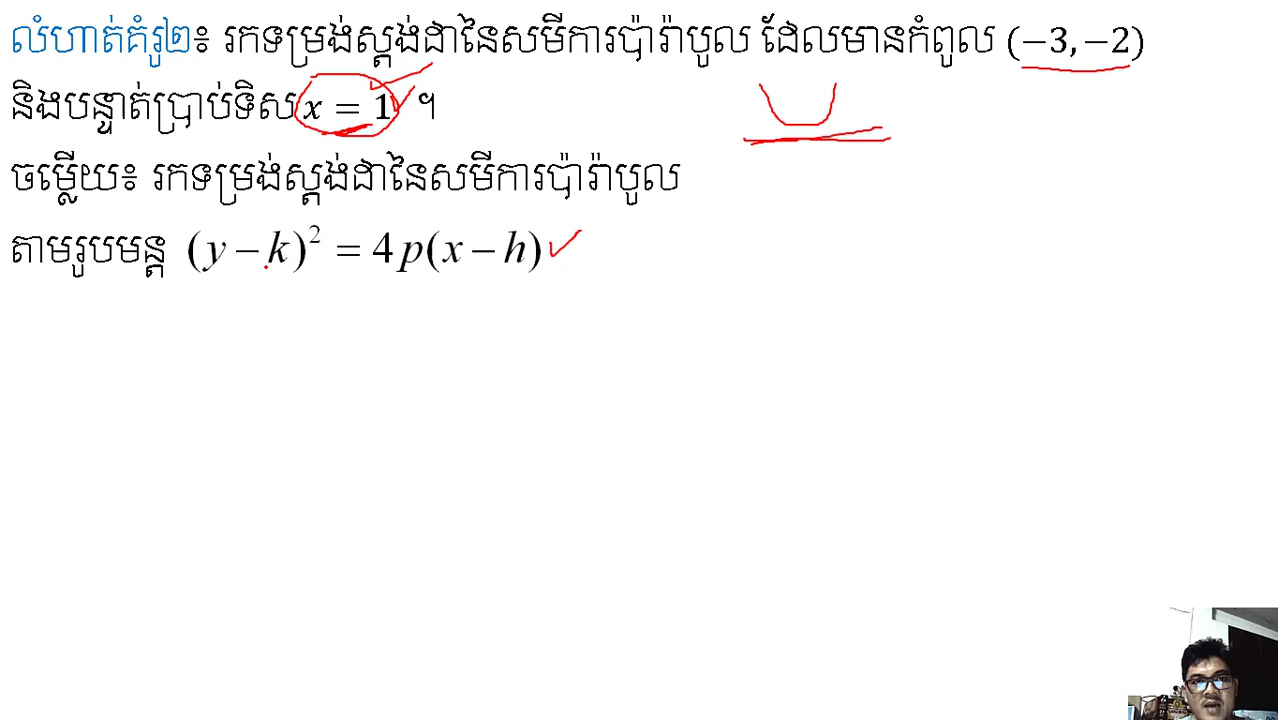 លំហាត់គំរូ២៖ រកទម្រង់ស្តង់ដានៃសមីការប៉ារ៉ាបូល ដែលមានកំពូល (−3, −2)
និងបន្ទាត់ប្រាប់ទិស x = 1 ។
ចម្លើយ៖ រកទម្រង់ស្តង់ដានៃសមីការប៉ារ៉ាបូល
តាមរូបមន្ត (y − k)² = 4p(x − h)